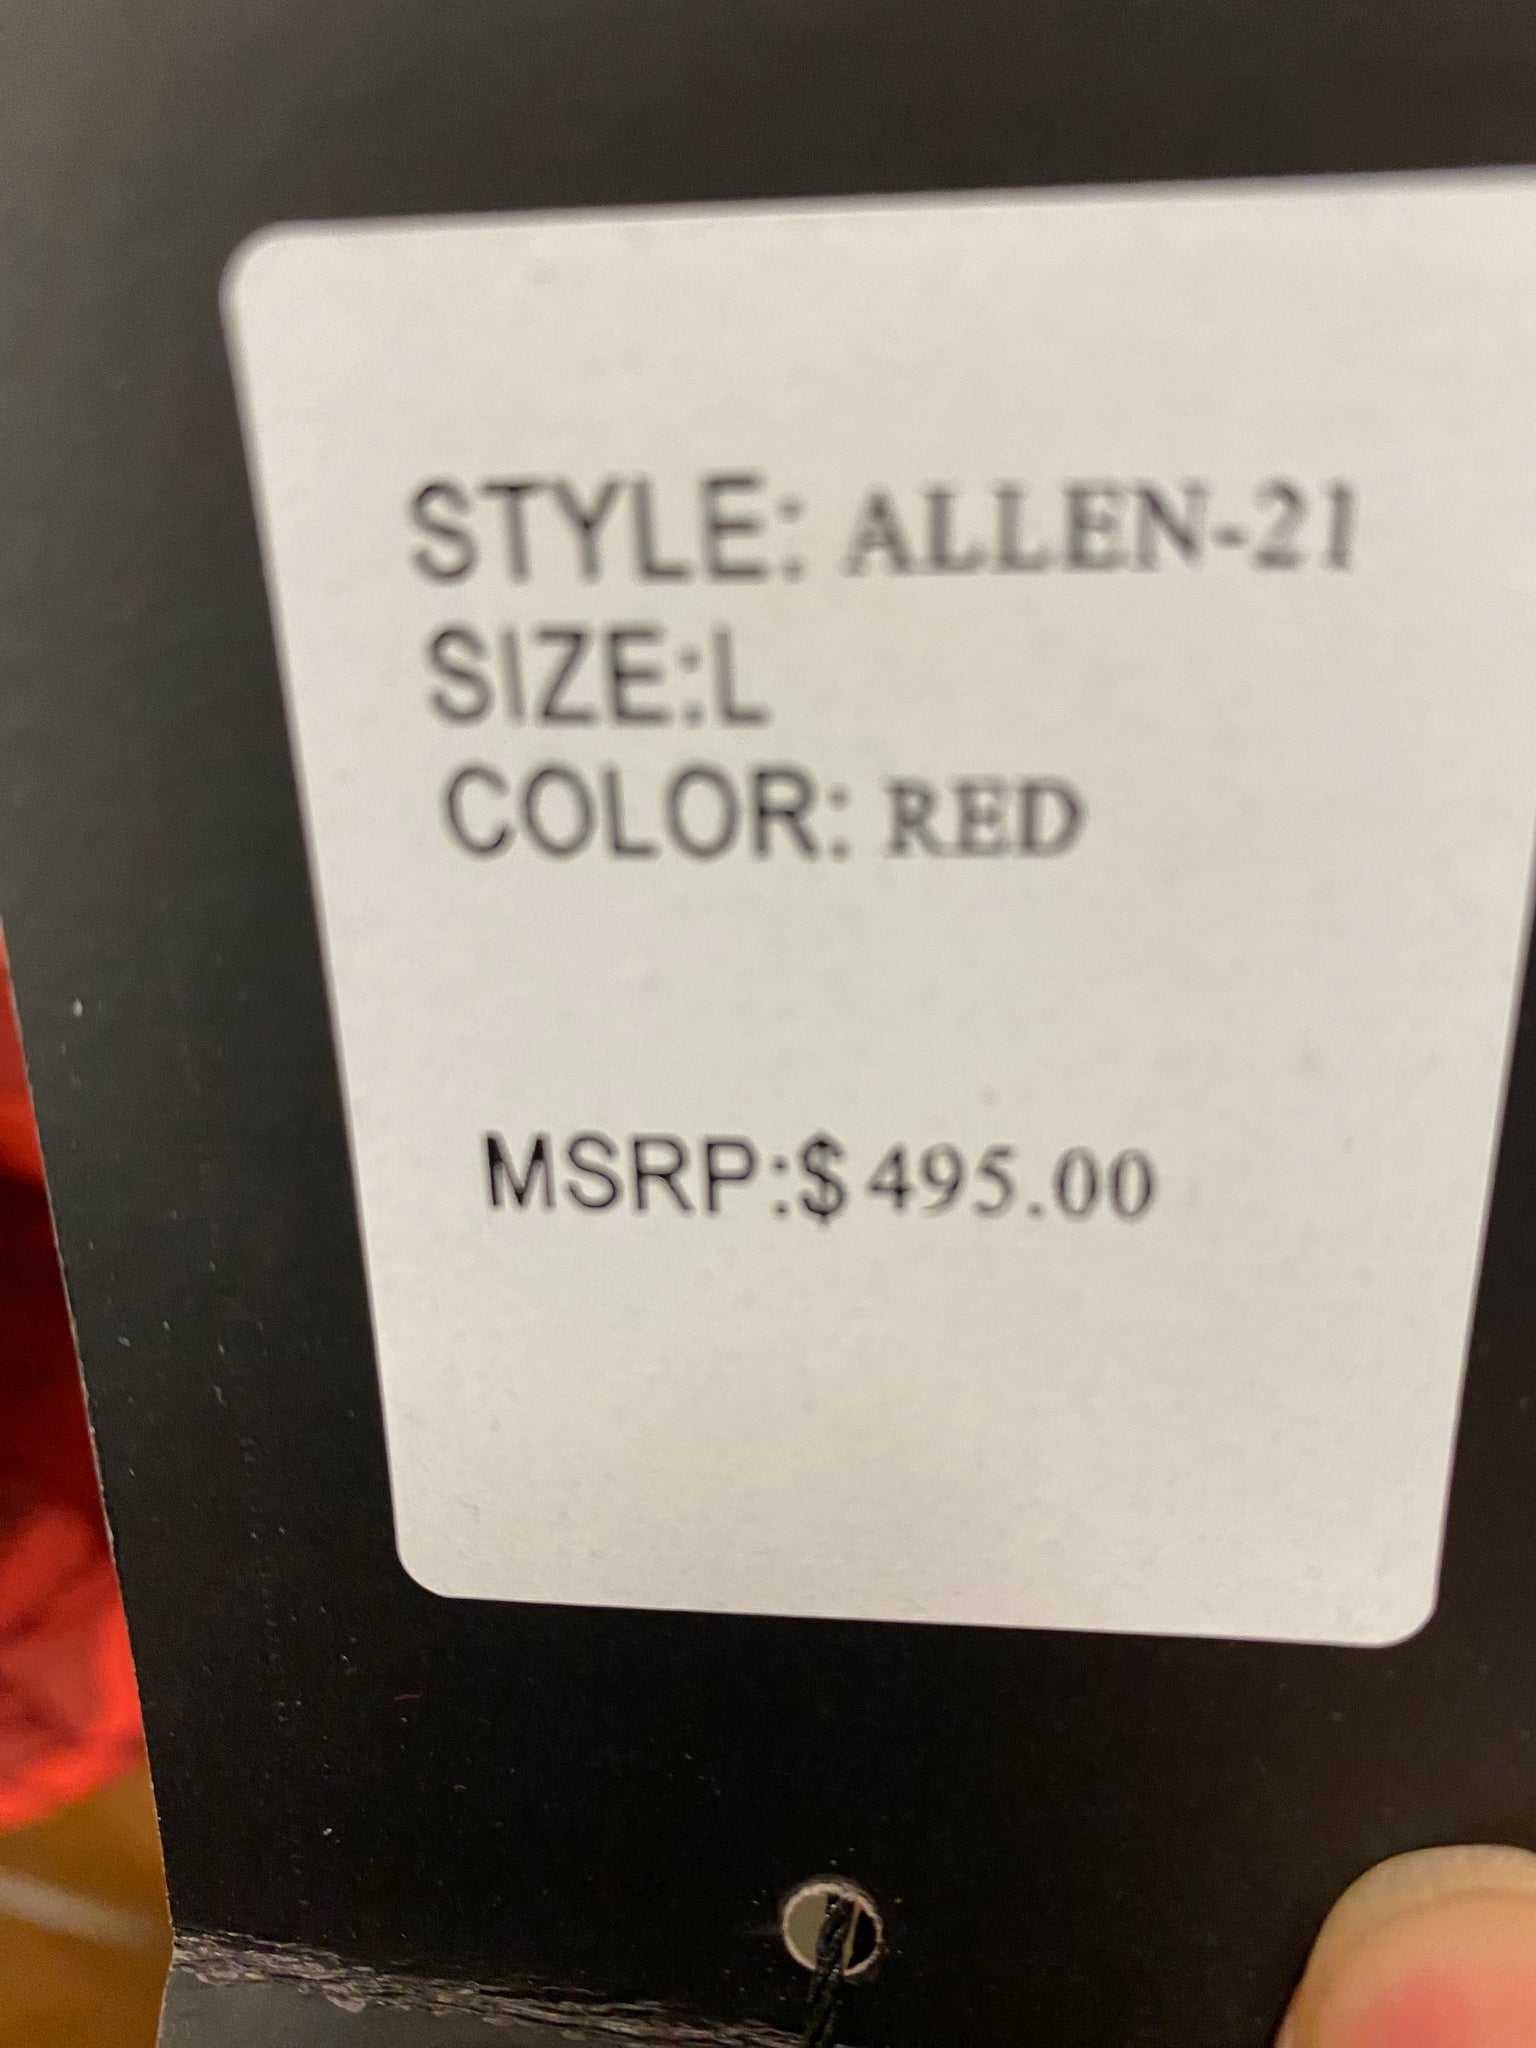 STYLE: ALLEN-21
SIZE:L
COLOR: RED
MSRP:$495.00